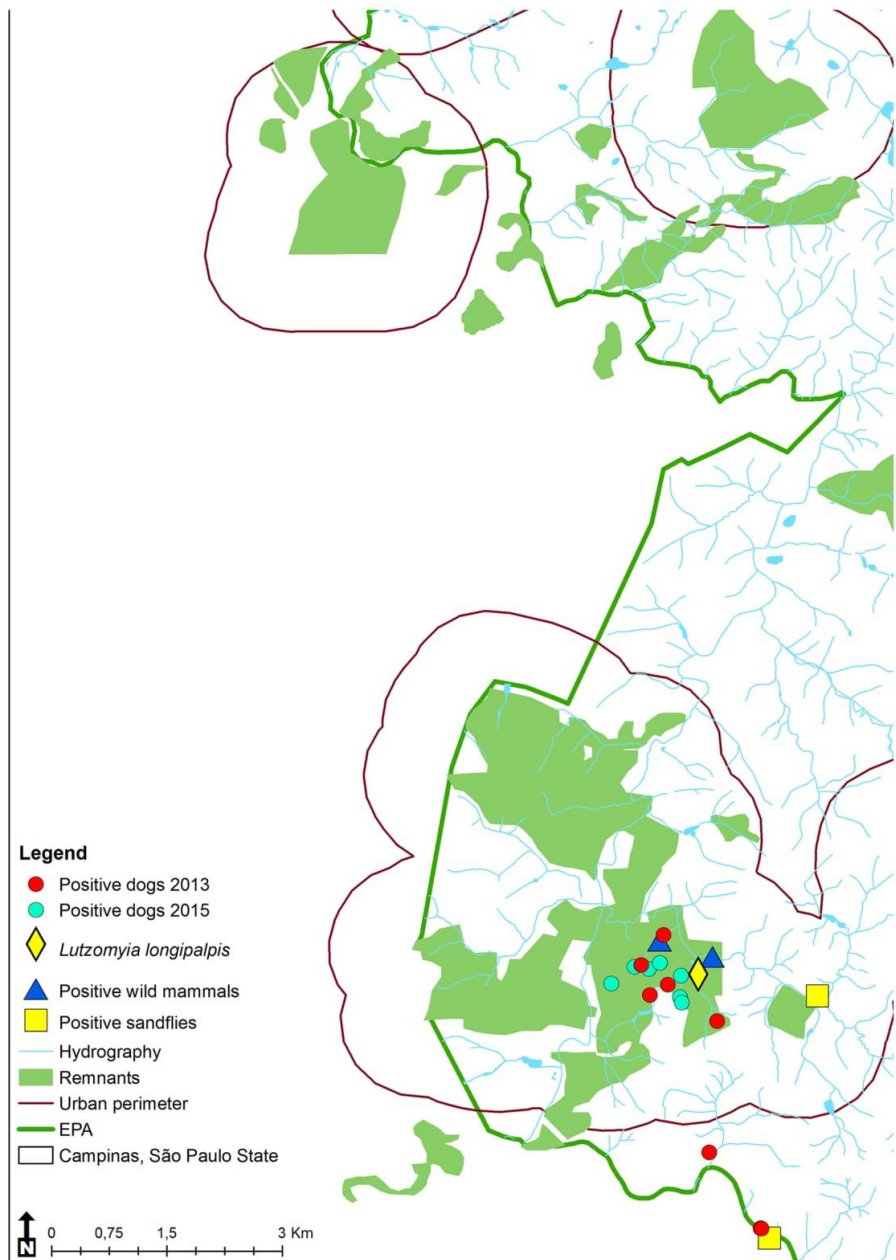 Legend
Positive dogs 2013
Positive dogs 2015
Lutzomyia longipalpis
Positive wild mammals
Positive sandflies
Hydrography
Remnants
Urban perimeter
EPA
Campinas, São Paulo State
N
0 0,75 1,5 3 Km